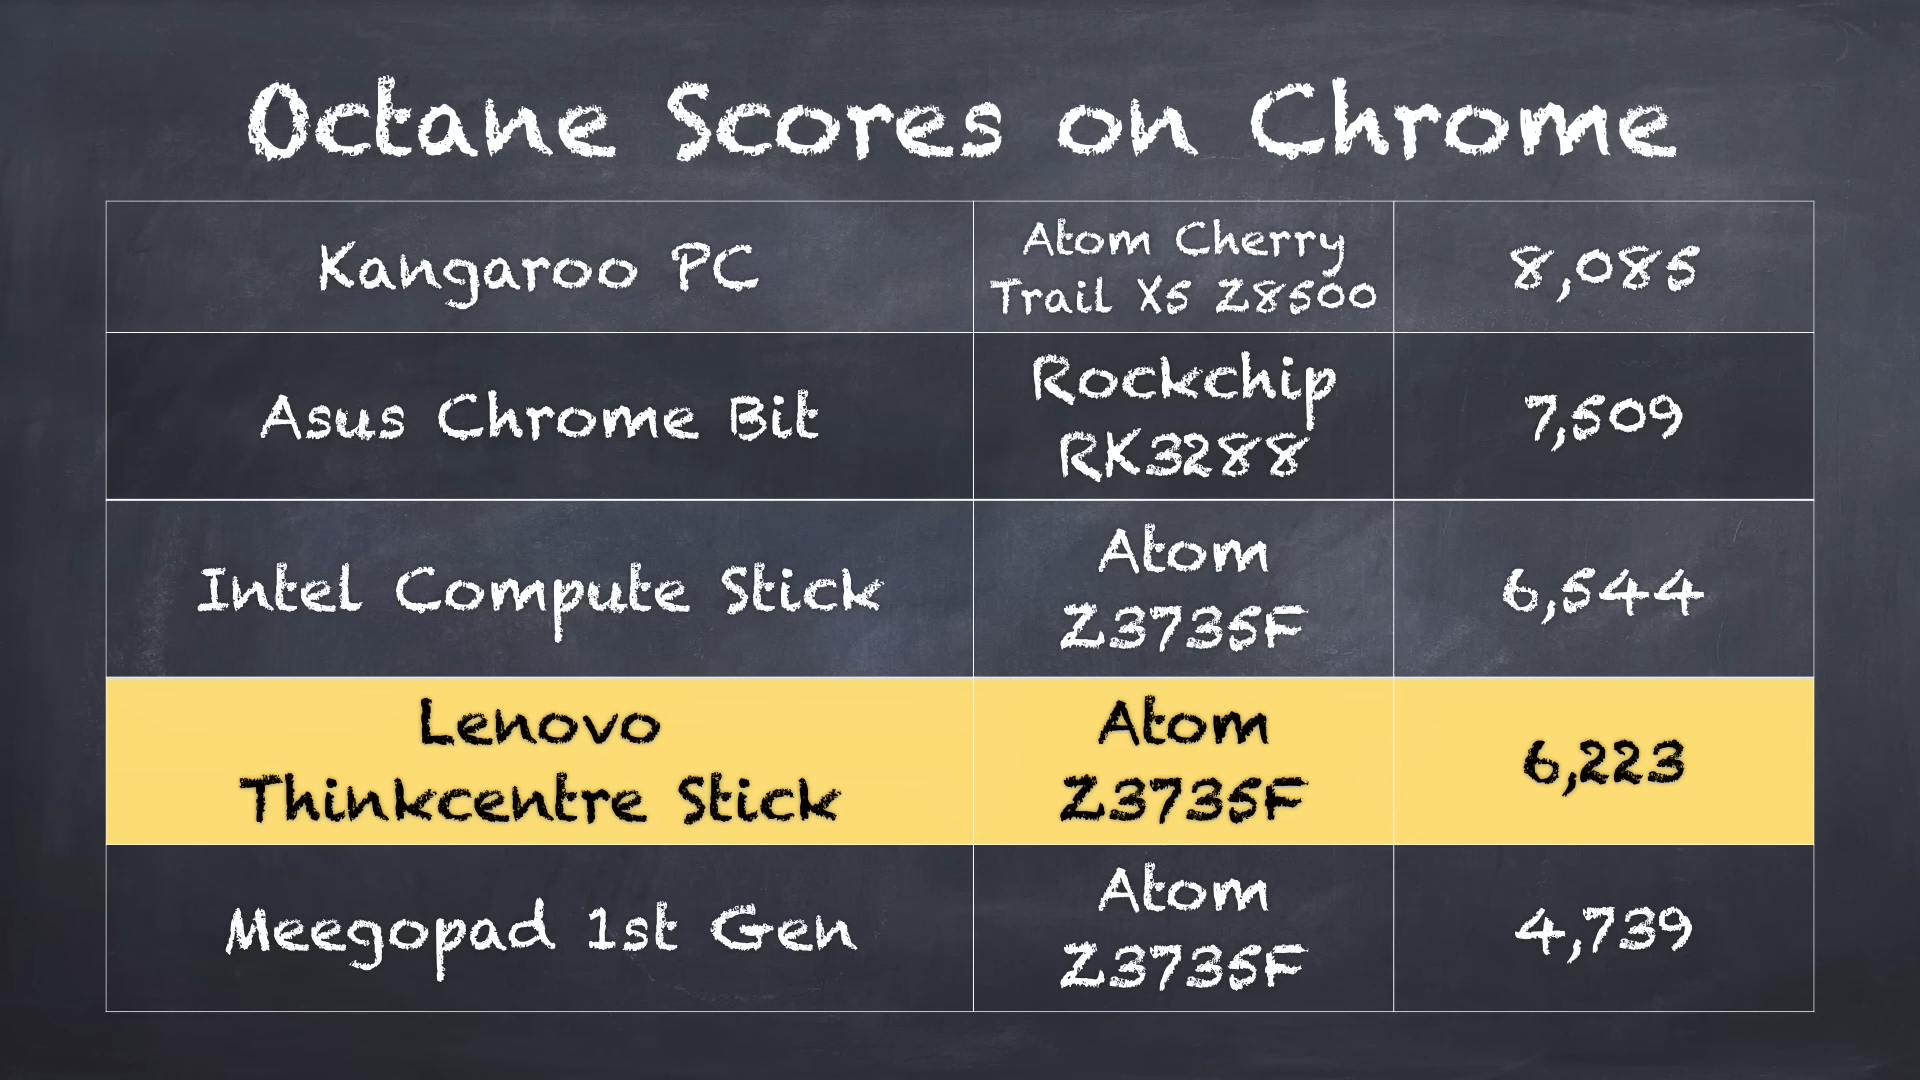 Octane Scores on Chrome
Kangaroo PC
Atom Cherry
Trail X5 Z8500
8,085
Asus Chrome Bit
Rockchip
RK3288
7,509
Intel Compute Stick
Atom
Z3735F
6,544
Lenovo
Thinkcentre Stick
Atom
Z3735F
6,223
Meegopad 1st Gen
Atom
Z3735F
4,739